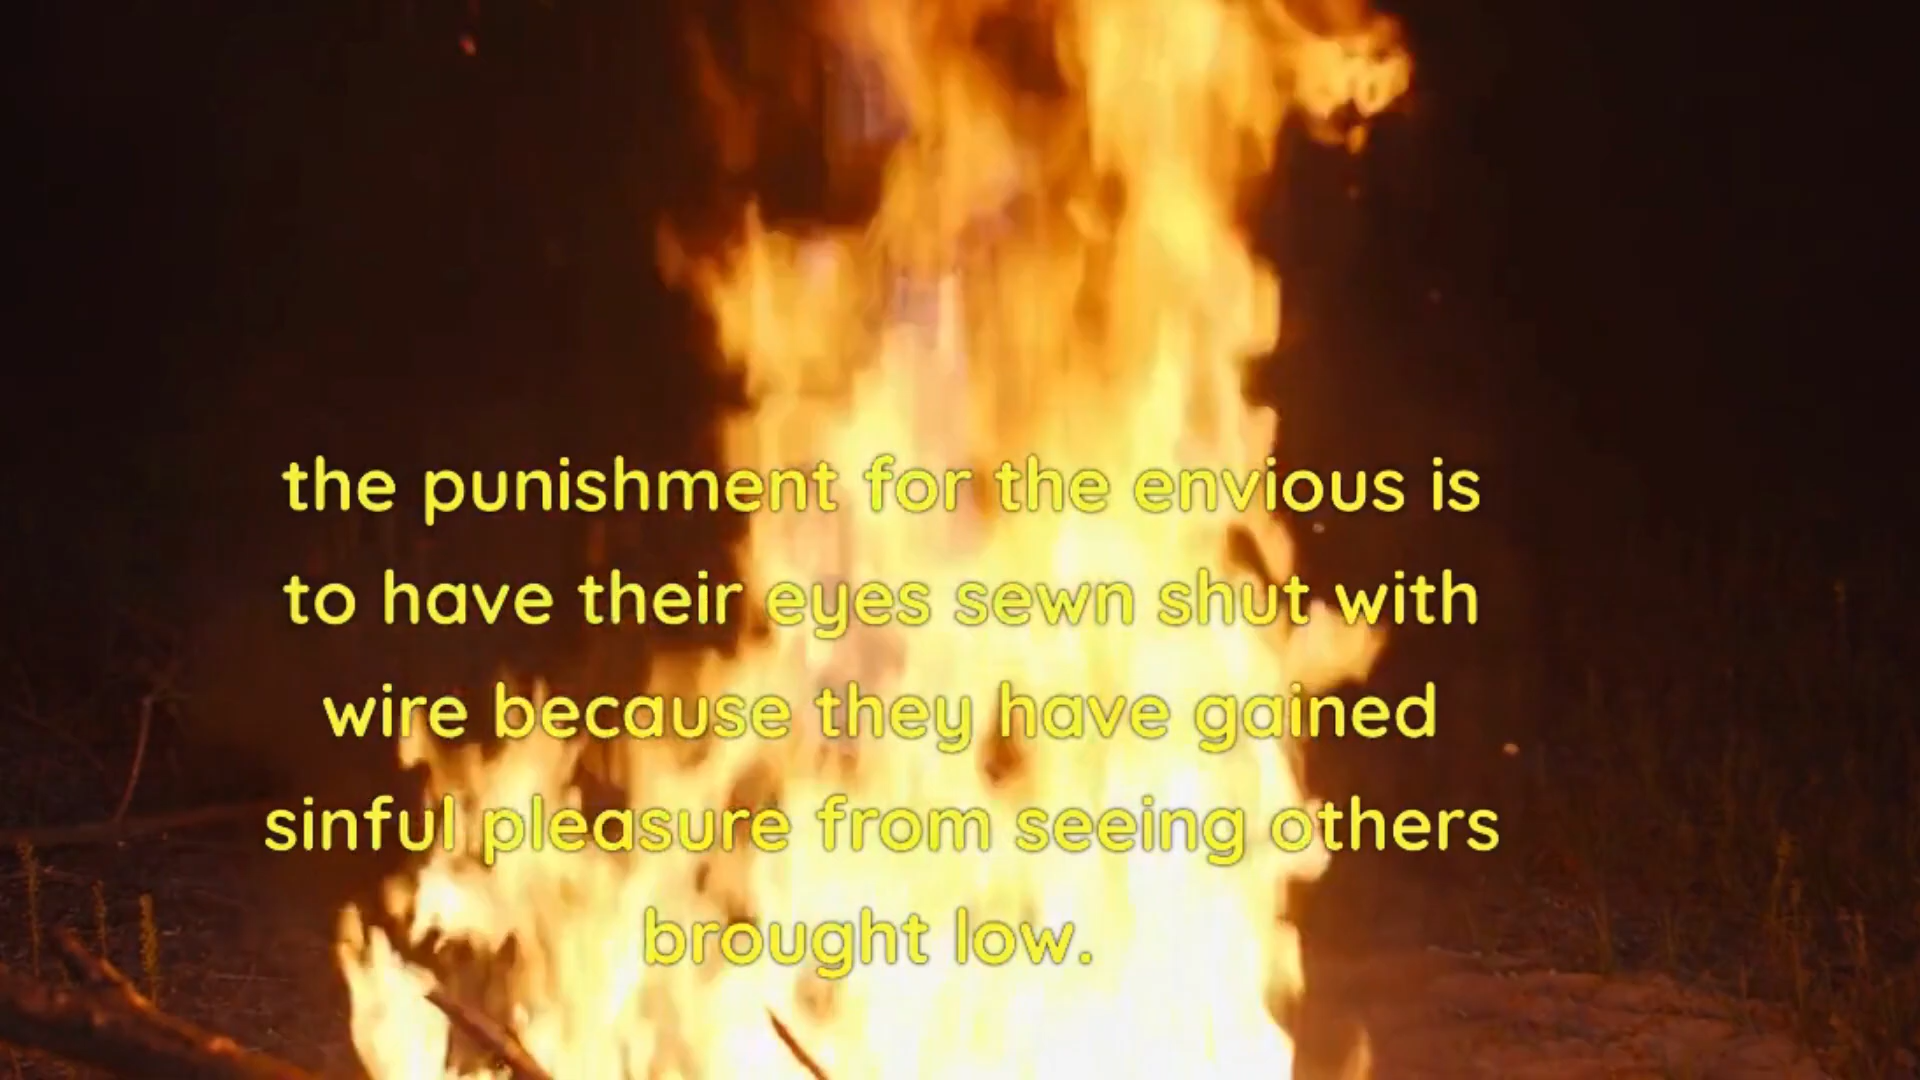 the punishment for the envious is
to have their eyes sewn shut with
wire because they have gained
sinful pleasure from seeing others
brought low.